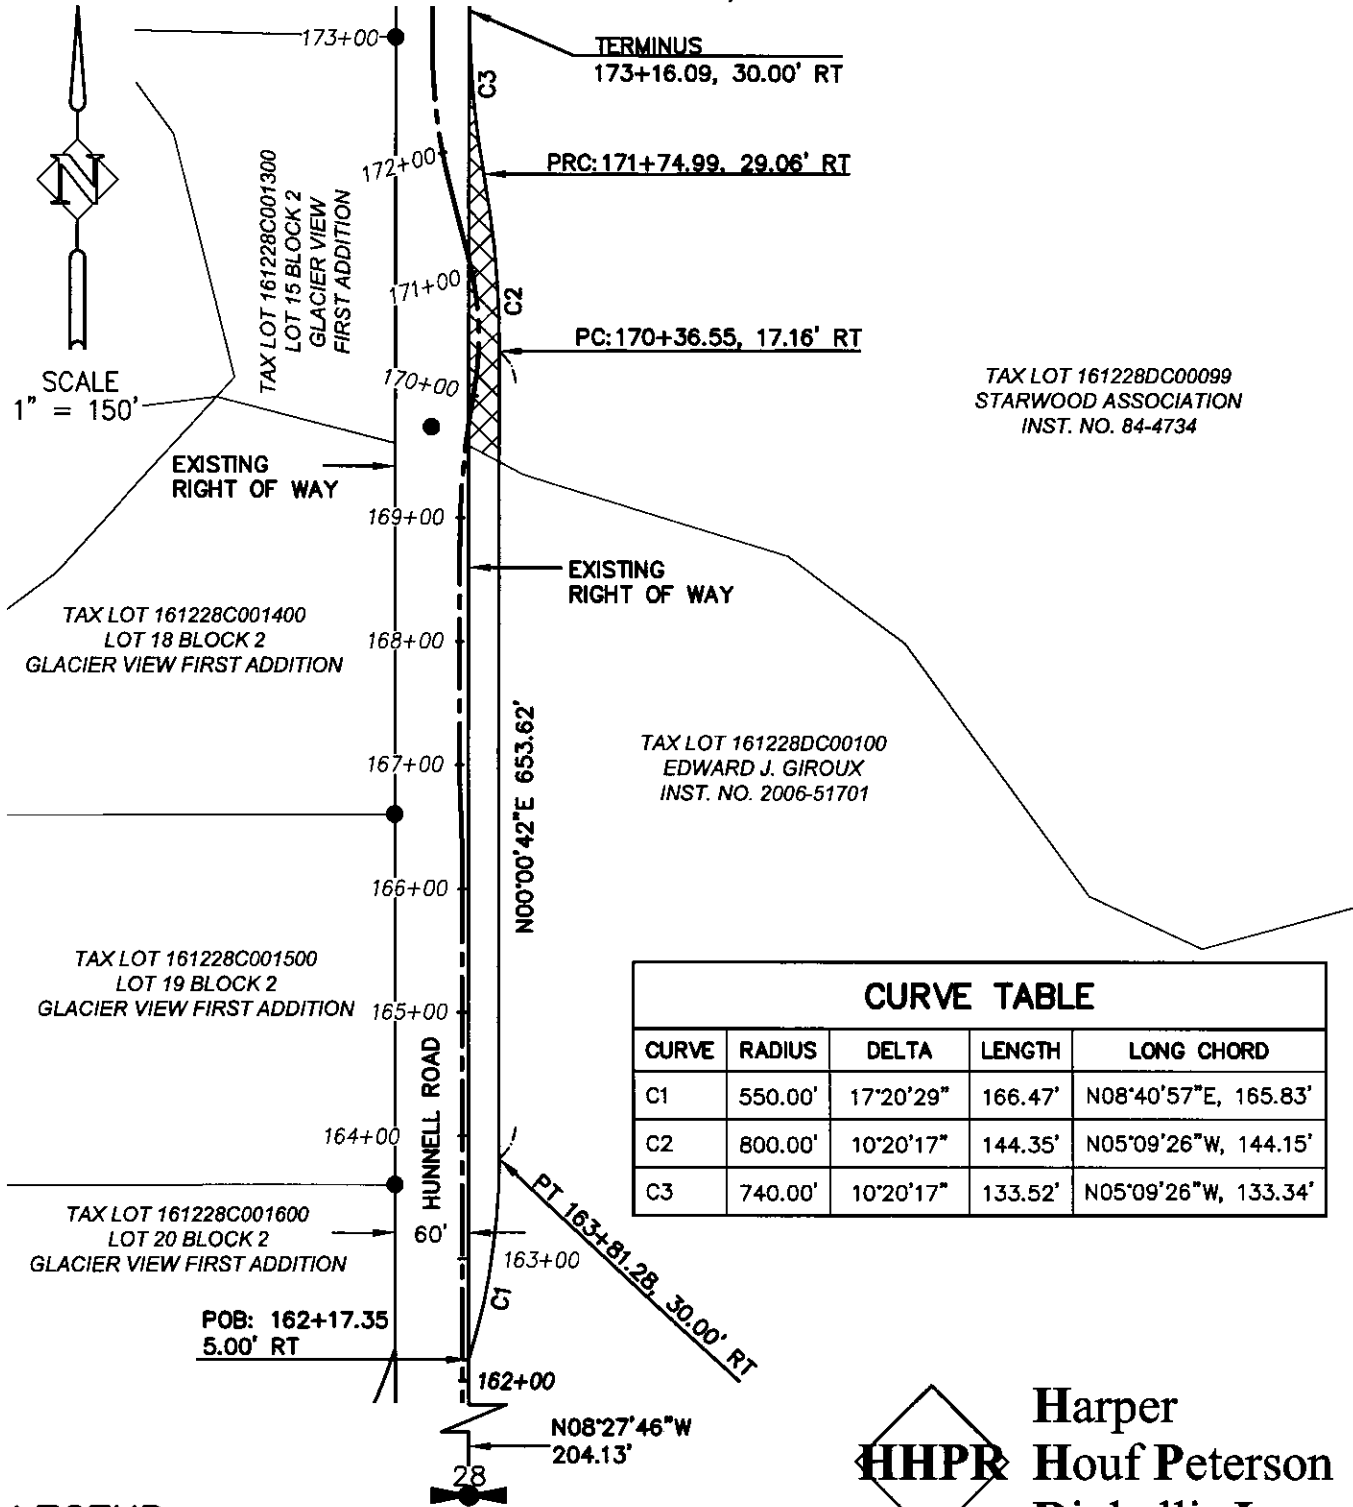 173+00
TERMINUS
173+16.09, 30.00' RT
C3
N
172+00
PRC: 171+74.99, 29.06' RT
TAX LOT 161228C001300
LOT 15 BLOCK 2
GLACIER VIEW
FIRST ADDITION
171+00
C2
PC: 170+36.55, 17.16' RT
170+00
SCALE
1" = 150'
TAX LOT 161228DC00099
STARWOOD ASSOCIATION
INST. NO. 84-4734
EXISTING
RIGHT OF WAY
169+00
EXISTING
RIGHT OF WAY
TAX LOT 161228C001400
LOT 18 BLOCK 2
GLACIER VIEW FIRST ADDITION
168+00
N00°00'42"E 653.62'
TAX LOT 161228DC00100
EDWARD J. GIROUX
INST. NO. 2006-51701
167+00
166+00
TAX LOT 161228C001500
LOT 19 BLOCK 2
GLACIER VIEW FIRST ADDITION
165+00
CURVE TABLE
CURVE RADIUS DELTA LENGTH LONG CHORD
C1 550.00' 17°20'29" 166.47' N08°40'57"E, 165.83'
C2 800.00' 10°20'17" 144.35' N05°09'26"W, 144.15'
C3 740.00' 10°20'17" 133.52' N05°09'26"W, 133.34'
HUNNELL ROAD
164+00
PT 163+81.28, 30.00' RT
TAX LOT 161228C001600
LOT 20 BLOCK 2
GLACIER VIEW FIRST ADDITION
60'
163+00
C1
POB: 162+17.35
5.00' RT
162+00
N08°27'46"W
204.13'
28
HHPR
Harper
Houf Peterson